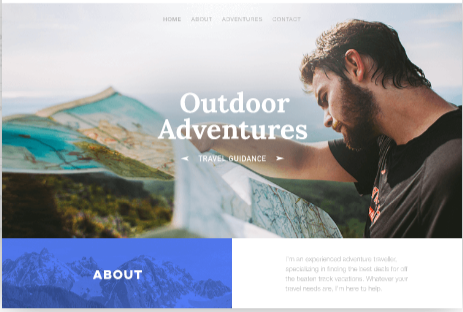 HOME ABOUT ADVENTURES CONTACT
Outdoor
Adventures
TRAVEL GUIDANCE
ABOUT
I'm an experienced adventure traveller
specializing in finding the best deals for all
the beaten track vacations. Whatever your
travel needs are, I'm here to help.